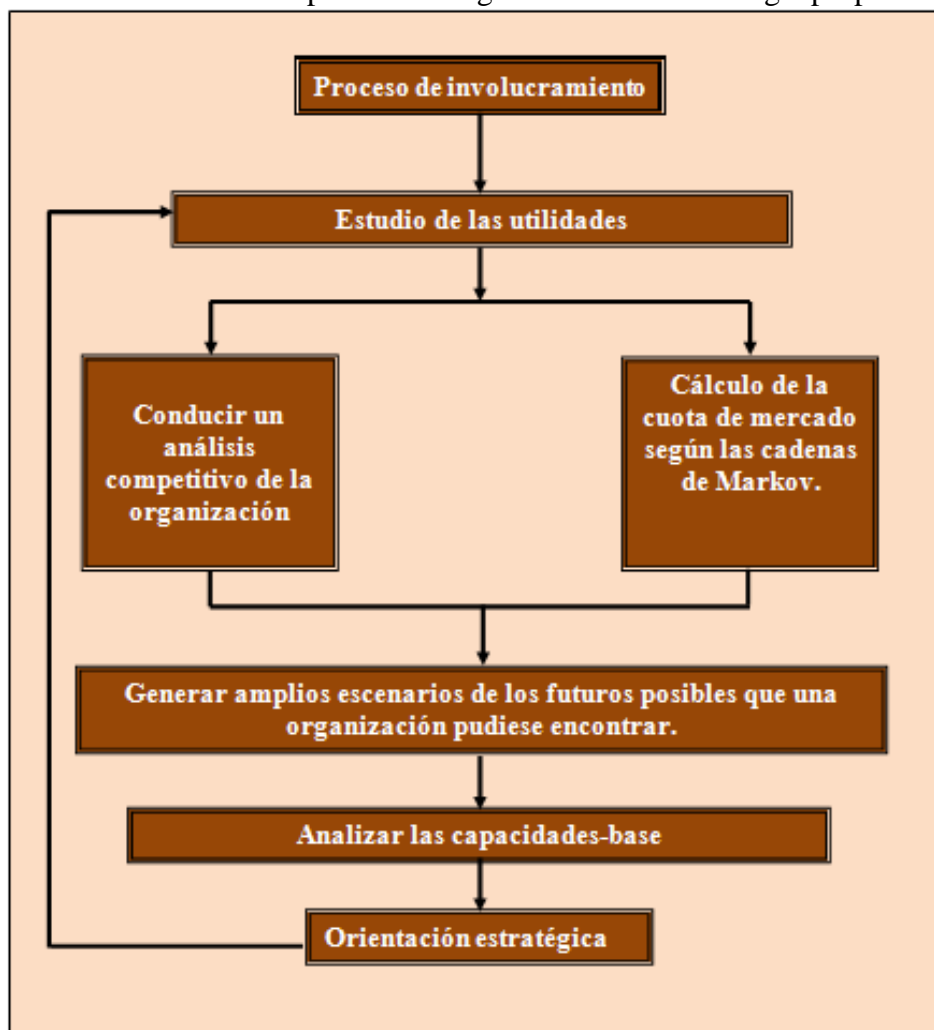 Proceso de involucramiento
Estudio de las utilidades
Conducir un
análisis
competitivo de la
organización
Cálculo de la
cuota de mercado
según las cadenas
de Markov.
Generar amplios escenarios de los futuros posibles que una
organización pudiese encontrar.
Analizar las capacidades-base
Orientación estratégica